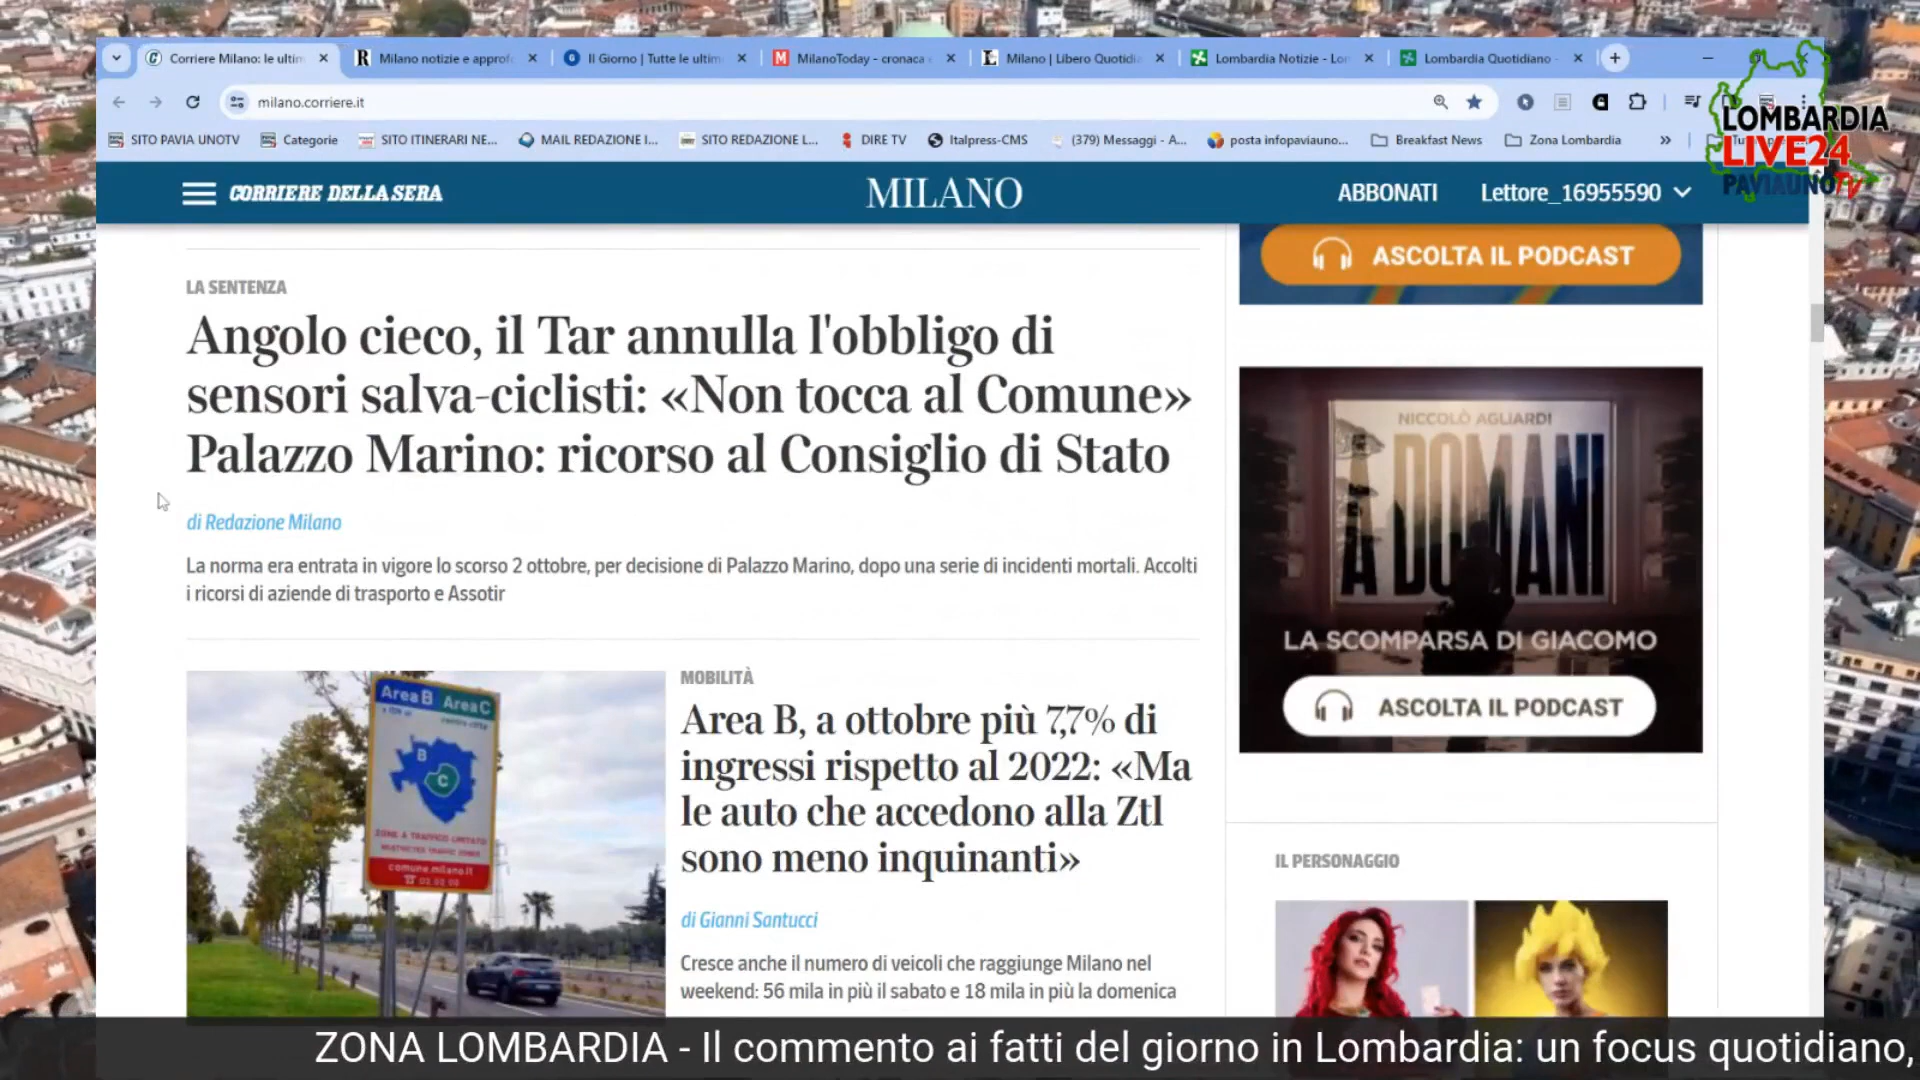 Corriere Milano: le ultim
Milano notizie e approfo
Il Giorno | Tutte le ultim
MilanoToday - cronaca
Milano | Libero Quotidia
Lombardia Notizie - Lor
Lombardia Quotidiano -
milano.corriere.it
SITO PAVIA UNOTV
Categorie
SITO ITINERARI NE...
MAIL REDAZIONE I...
SITO REDAZIONE L...
DIRE TV
Italpress-CMS
(379) Messaggi - A...
posta infopaviauno...
Breakfast News
Zona Lombardia
»
LOMBARDIA
LIVE24
PAVIAUNOTV
CORRIERE DELLA SERA
MILANO
ABBONATI
Lettore_16955590
LA SENTENZA
Angolo cieco, il Tar annulla l'obbligo di
sensori salva-ciclisti: «Non tocca al Comune»
Palazzo Marino: ricorso al Consiglio di Stato
di Redazione Milano
La norma era entrata in vigore lo scorso 2 ottobre, per decisione di Palazzo Marino, dopo una serie di incidenti mortali. Accolti
i ricorsi di aziende di trasporto e Assotir
Area B Area C
B
C
ZONE A TRAFFICO LIMITATO
comune.milano.it
MOBILITÀ
Area B, a ottobre più 7,7% di
ingressi rispetto al 2022: «Ma
le auto che accedono alla Ztl
sono meno inquinanti»
di Gianni Santucci
Cresce anche il numero di veicoli che raggiunge Milano nel
weekend: 56 mila in più il sabato e 18 mila in più la domenica
ASCOLTA IL PODCAST
NICCOLÒ AGLIARDI
A DOMANI
LA SCOMPARSA DI GIACOMO
ASCOLTA IL PODCAST
IL PERSONAGGIO
ZONA LOMBARDIA - Il commento ai fatti del giorno in Lombardia: un focus quotidiano,